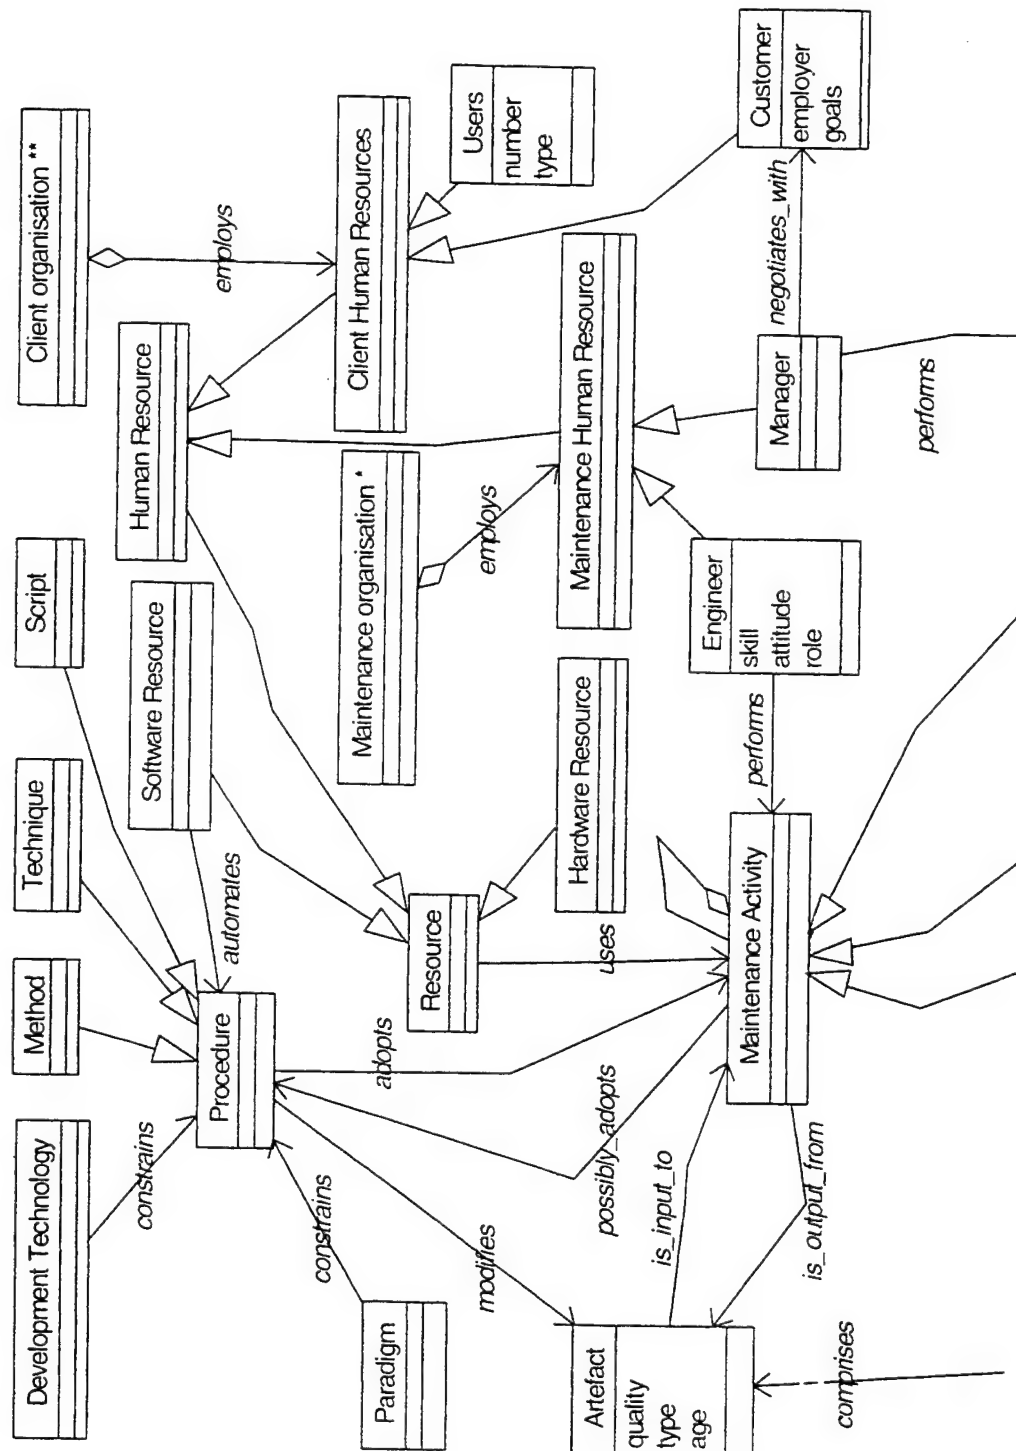 Development Technology
Method
Technique
Script
Client organisation **
constrains
Procedure
automates
Software Resource
Human Resource
employs
Paradigm
constrains
modifies
adopts
Resource
Maintenance organisation *
Client Human Resources
Users
number
type
possibly_adopts
uses
Hardware Resource
employs
Maintenance Human Resource
Artefact
quality
type
age
is_input_to
is_output_from
Maintenance Activity
performs
Engineer
skill
attitude
role
Manager
negotiates_with
Customer
employer
goals
comprises
performs